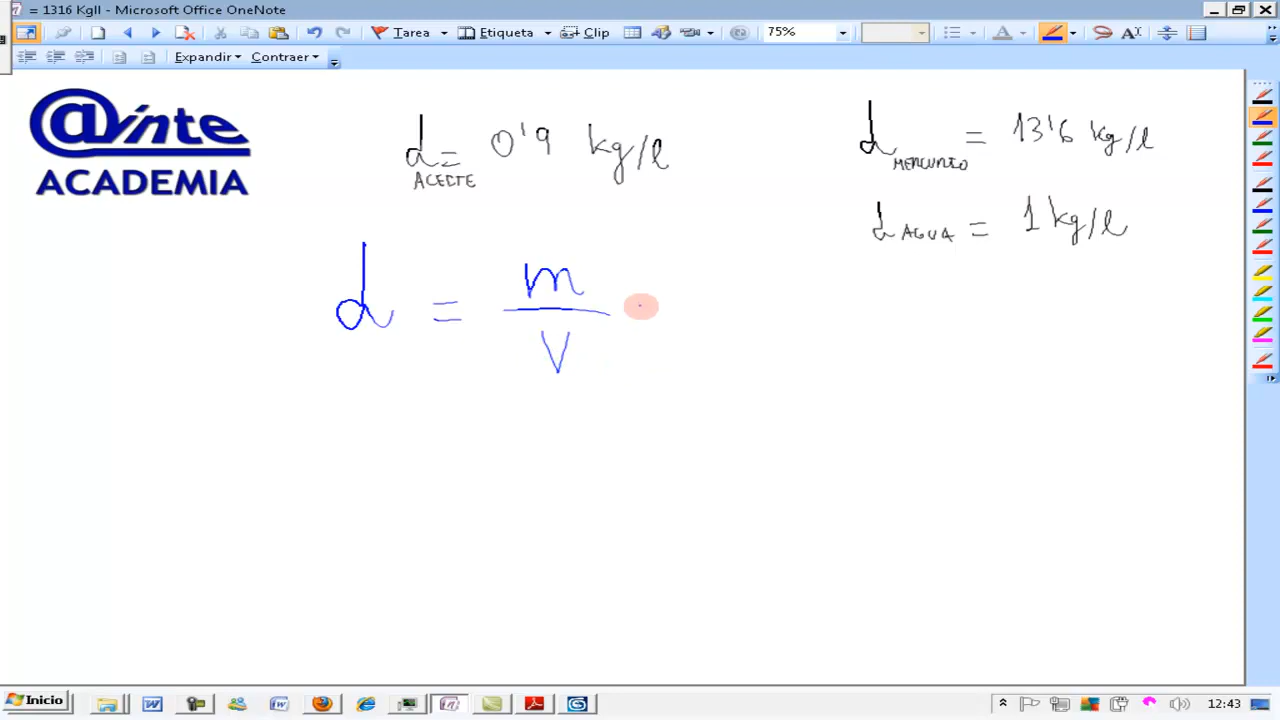 = 1316 KgII - Microsoft Office OneNote
Tarea Etiqueta Clip 75%
Expandir Contraer
@inte
ACADEMIA
d ACEITE = 0'9 kg/l
d MERCURIO = 13'6 kg/l
d AGUA = 1 kg/l
d = m / V
Inicio
12:43